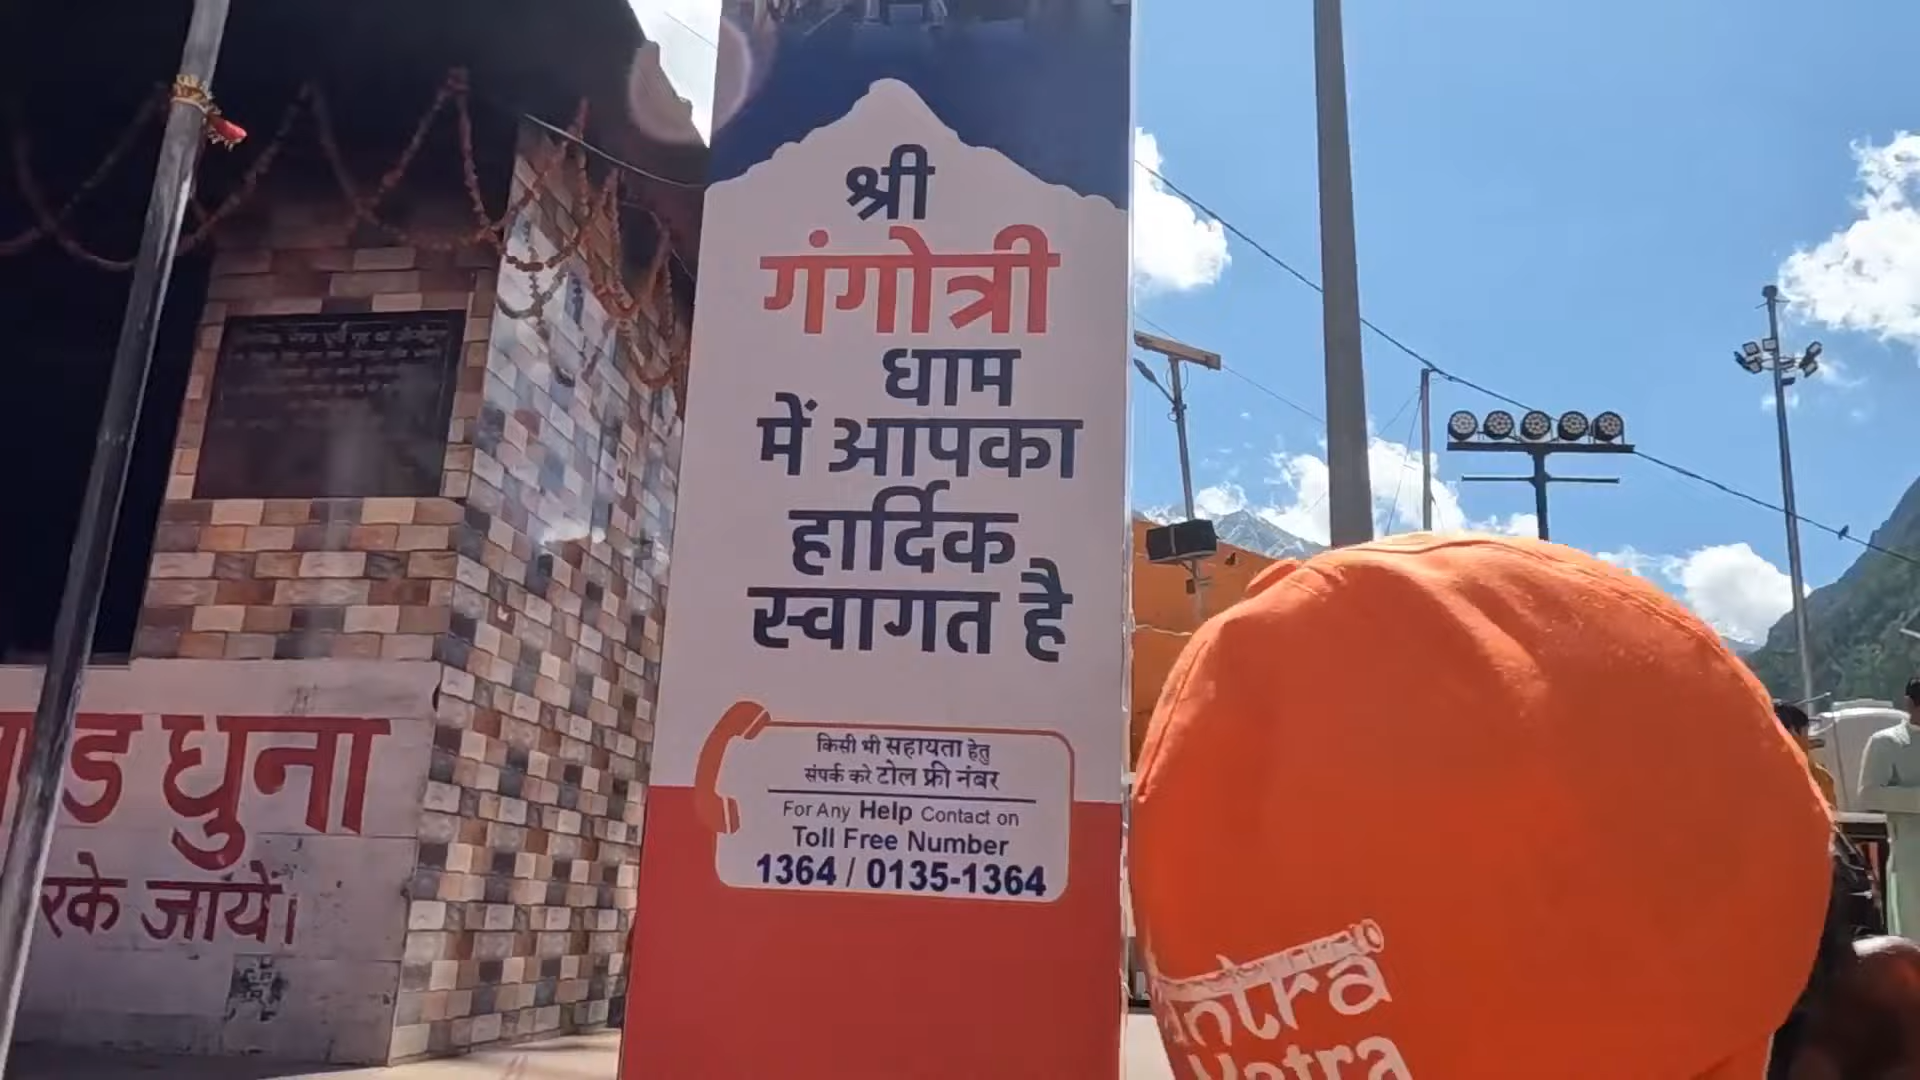 श्री
गंगोत्री
धाम
में आपका
हार्दिक
स्वागत है
किसी भी सहायता हेतु
संपर्क करे टोल फ्री नंबर
For Any Help Contact on
Toll Free Number
1364 / 0135-1364
धुना
रके जाये।
ntra
Yatra